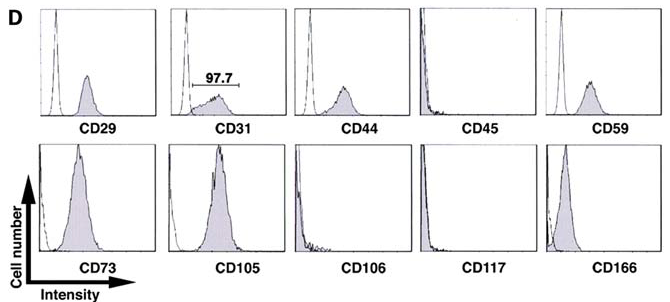 D
97.7
CD29 CD31 CD44 CD45 CD59
CD73 CD105 CD106 CD117 CD166
Cell number
Intensity